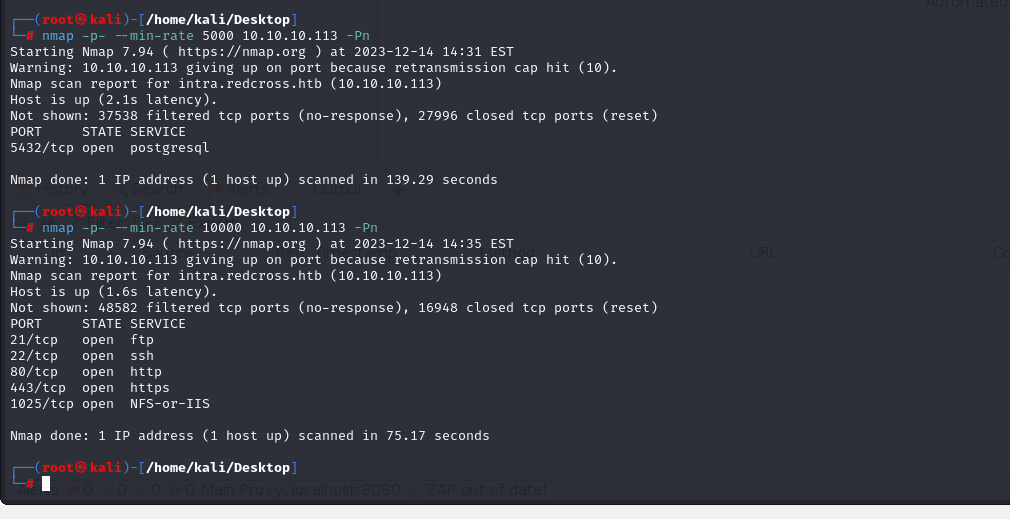 Automated
┌──(root㉿kali)-[/home/kali/Desktop]
└─# nmap -p- --min-rate 5000 10.10.10.113 -Pn
Starting Nmap 7.94 ( https://nmap.org ) at 2023-12-14 14:31 EST
Warning: 10.10.10.113 giving up on port because retransmission cap hit (10).
Nmap scan report for intra.redcross.htb (10.10.10.113)
Host is up (2.1s latency).
Not shown: 37538 filtered tcp ports (no-response), 27996 closed tcp ports (reset)
PORT     STATE SERVICE
5432/tcp open  postgresql
Nmap done: 1 IP address (1 host up) scanned in 139.29 seconds
History Search Alerts Output
┌──(root㉿kali)-[/home/kali/Desktop]
└─# nmap -p- --min-rate 10000 10.10.10.113 -Pn
Starting Nmap 7.94 ( https://nmap.org ) at 2023-12-14 14:35 EST
URL
Warning: 10.10.10.113 giving up on port because retransmission cap hit (10).
Nmap scan report for intra.redcross.htb (10.10.10.113)
Host is up (1.6s latency).
Not shown: 48582 filtered tcp ports (no-response), 16948 closed tcp ports (reset)
PORT     STATE SERVICE
21/tcp   open  ftp
22/tcp   open  ssh
80/tcp   open  http
443/tcp  open  https
1025/tcp open  NFS-or-IIS
Nmap done: 1 IP address (1 host up) scanned in 75.17 seconds
┌──(root㉿kali)-[/home/kali/Desktop]
└─#
Alerts 0 0 0 0 Main Proxy: localhost:8080 ZAP out of date!